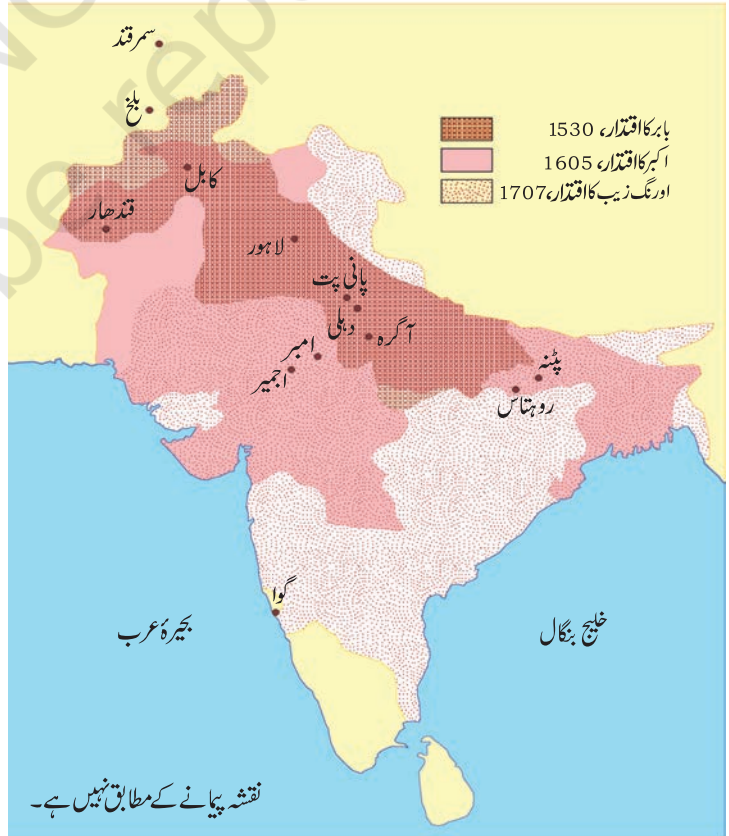 سمرقند
بلخ
بابر کا اقتدار، 1530
اکبر کا اقتدار، 1605
اورنگ زیب کا اقتدار، 1707
کابل
قندھار
لاہور
پانی پت
دہلی
آگرہ
امبر
اجمیر
پٹنہ
روہتاس
گوا
بحیرۂ عرب
خلیج بنگال
نقشہ پیمانے کے مطابق نہیں ہے۔